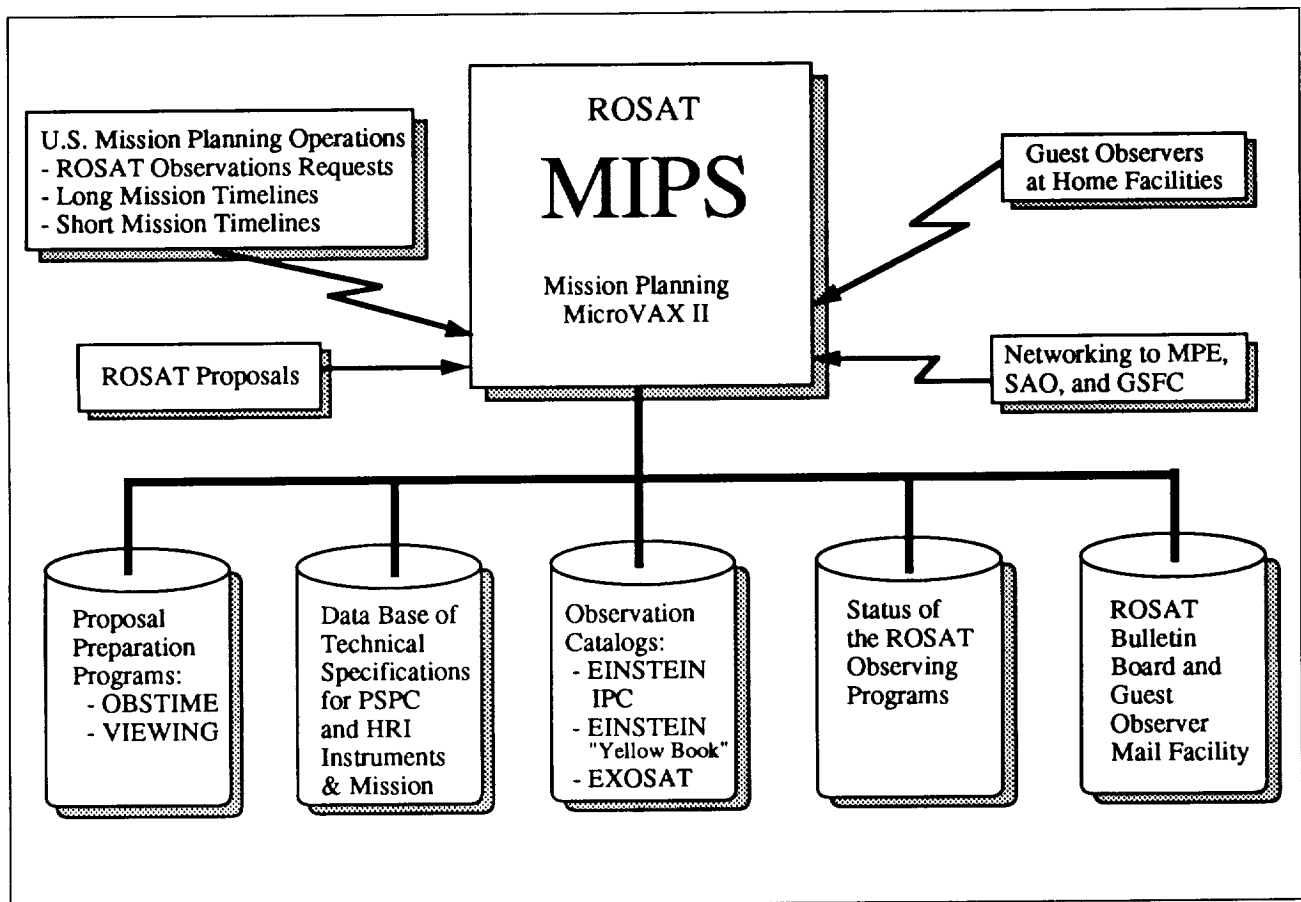 ROSAT
MIPS
Mission Planning
MicroVAX II
U.S. Mission Planning Operations
- ROSAT Observations Requests
- Long Mission Timelines
- Short Mission Timelines
ROSAT Proposals
Guest Observers
at Home Facilities
Networking to MPE,
SAO, and GSFC
Proposal
Preparation
Programs:
- OBSTIME
- VIEWING
Data Base of
Technical
Specifications
for PSPC
and HRI
Instruments
& Mission
Observation
Catalogs:
- EINSTEIN
IPC
- EINSTEIN
"Yellow Book"
- EXOSAT
Status of
the ROSAT
Observing
Programs
ROSAT
Bulletin
Board and
Guest
Observer
Mail Facility